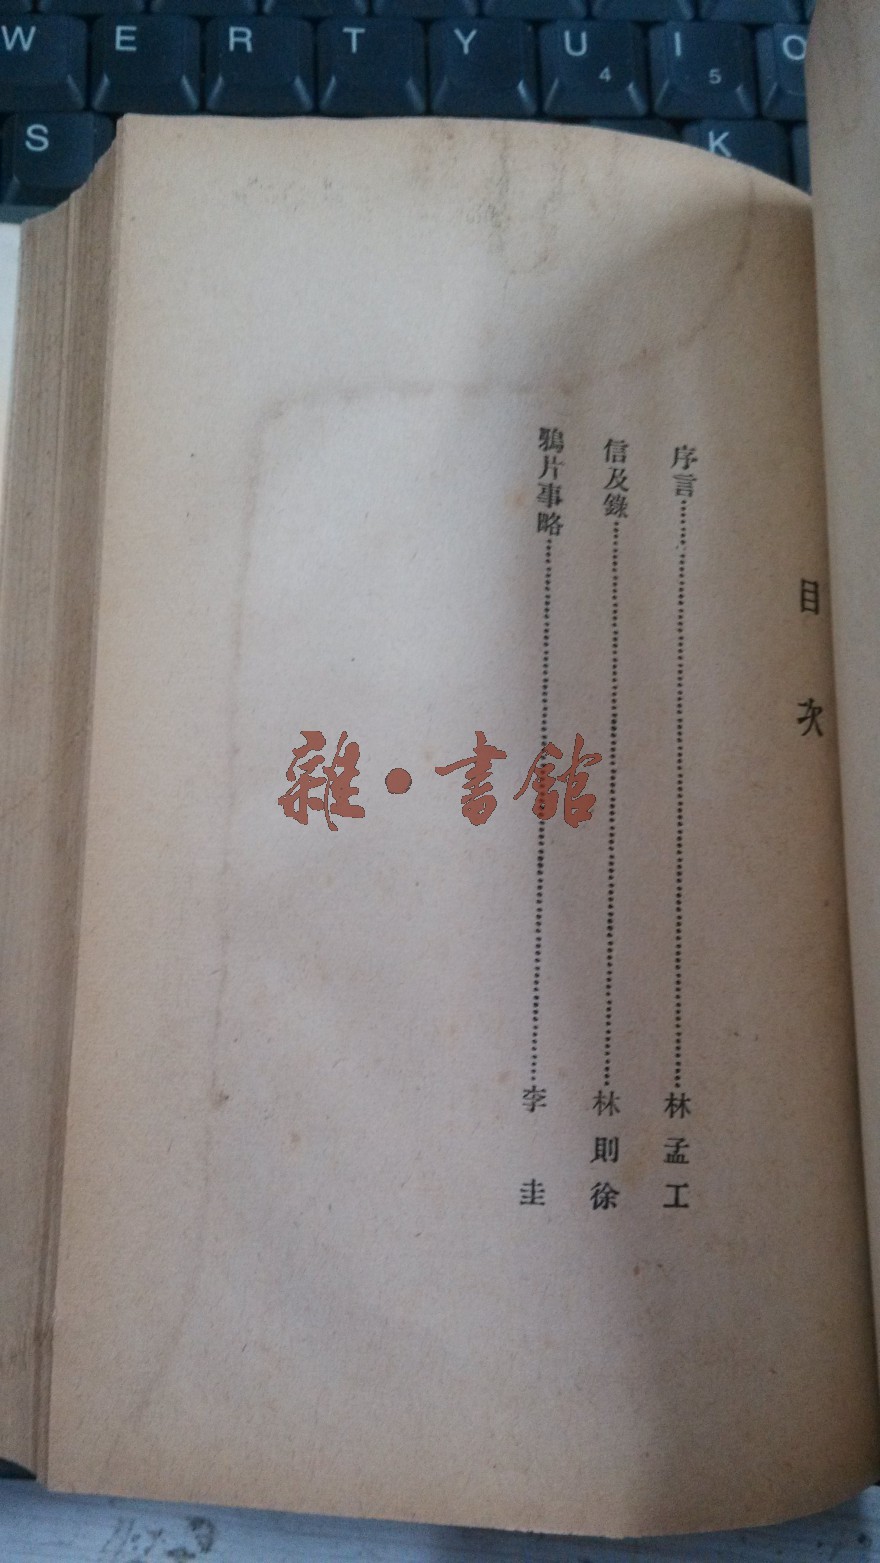 W E R T Y U I O
4 5
S K
目次
序言……林孟工
信及錄……林則徐
鴉片事略……李圭
雜·書館